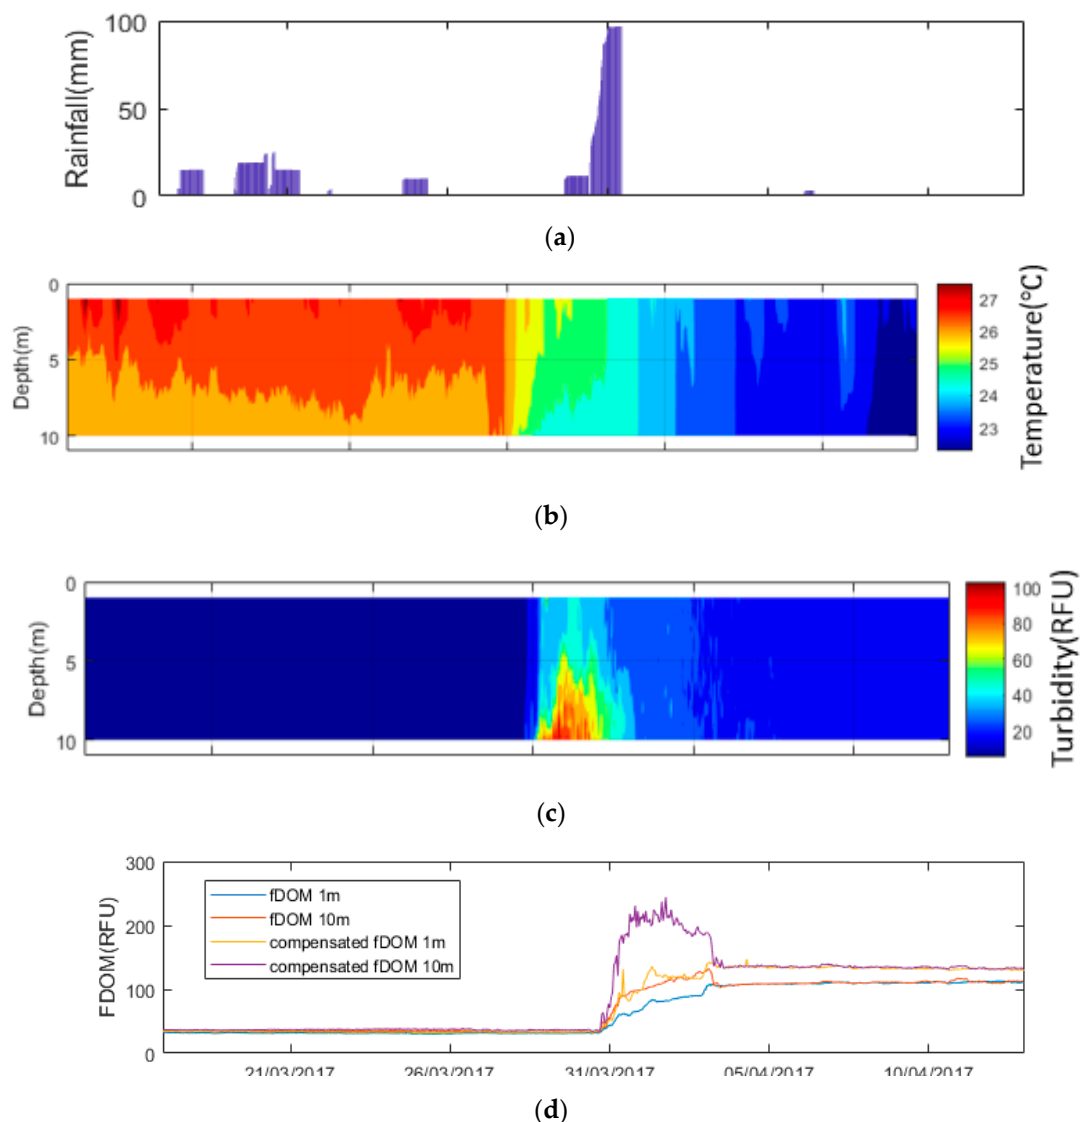 100
50
0
Rainfall(mm)
(a)
0
5
10
Depth(m)
27
26
25
24
23
Temperature(°C)
(b)
0
5
10
Depth(m)
100
80
60
40
20
Turbidity(RFU)
(c)
300
200
100
0
FDOM(RFU)
fDOM 1m
fDOM 10m
compensated fDOM 1m
compensated fDOM 10m
21/03/2017
26/03/2017
31/03/2017
05/04/2017
10/04/2017
(d)